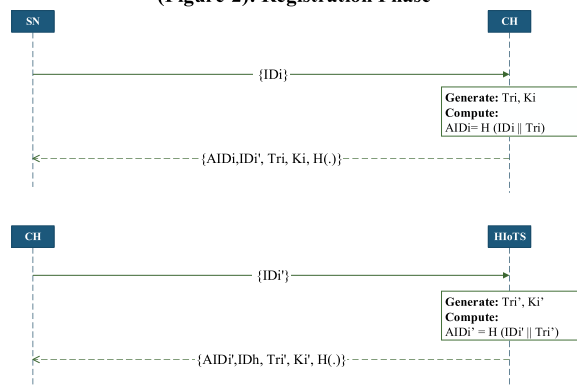 (Figure 2): Registration Phase
SN
CH
{IDi}
Generate: Tri, Ki
Compute:
AIDi= H (IDi || Tri)
{AIDi,IDi', Tri, Ki, H(.)}
CH
HIoTS
{IDi'}
Generate: Tri’, Ki’
Compute:
AIDi’ = H (IDi' || Tri’)
{AIDi',IDh, Tri', Ki', H(.)}